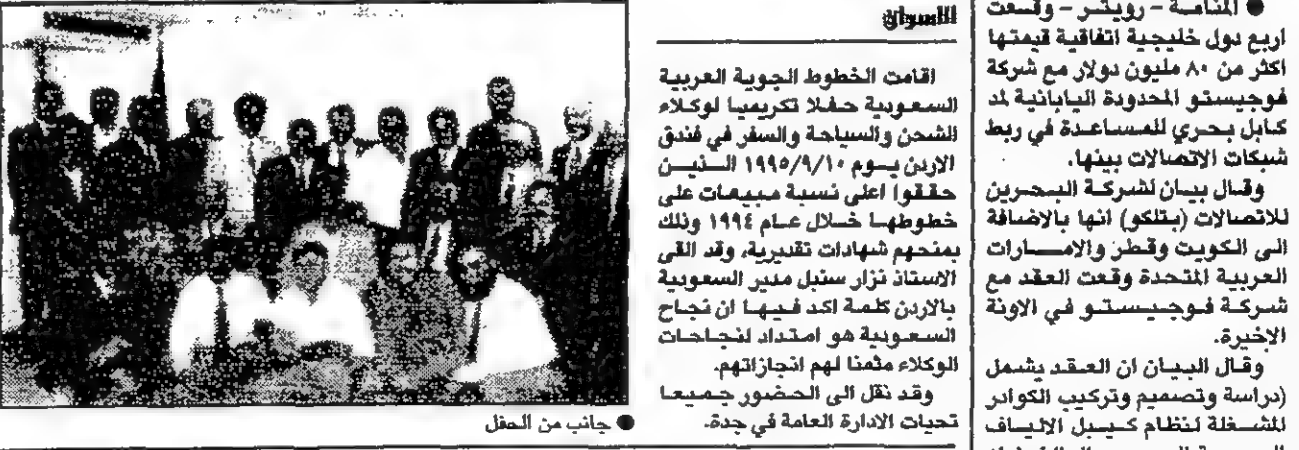 ● المنامة - رويتر - وقعت
اربع دول خليجية اتفاقية قيمتها
اكثر من ٨٠ مليون دولار مع شركة
فوجيستو المحدودة اليابانية لمد
كابل بحري للمساعدة في ربط
شبكات الاتصالات بينها.
وقال بيان لشركة البحرين
للاتصالات (بتلكو) انها بالاضافة
الى الكويت وقطر والامارات
العربية المتحدة وقعت العقد مع
شركة فوجيستو في الاونة
الاخيرة.
وقال البيان ان العقد يشمل
(دراسة وتصميم وتركيب الكوادر
المشغلة لنظام كيبل الالياف
الاسواق
اقامت الخطوط الجوية العربية
السعودية حفلا تكريميا لوكلاء
الشحن والسياحة والسفر في فندق
الاردن يوم ١٩٩٥/٩/١٠ الذين
حققوا اعلى نسبة مبيعات على
خطوطها خلال عام ١٩٩٤ وذلك
بمنحهم شهادات تقديرية، وقد القى
الاستاذ نزار سنبل مدير السعودية
بالاردن كلمة اكد فيها ان نجاح
السعودية هو امتداد لنجاحات
الوكلاء مثمنا لهم انجازاتهم.
وقد نقل الى الحضور جميعا
تحيات الادارة العامة في جدة.
● جانب من الحفل